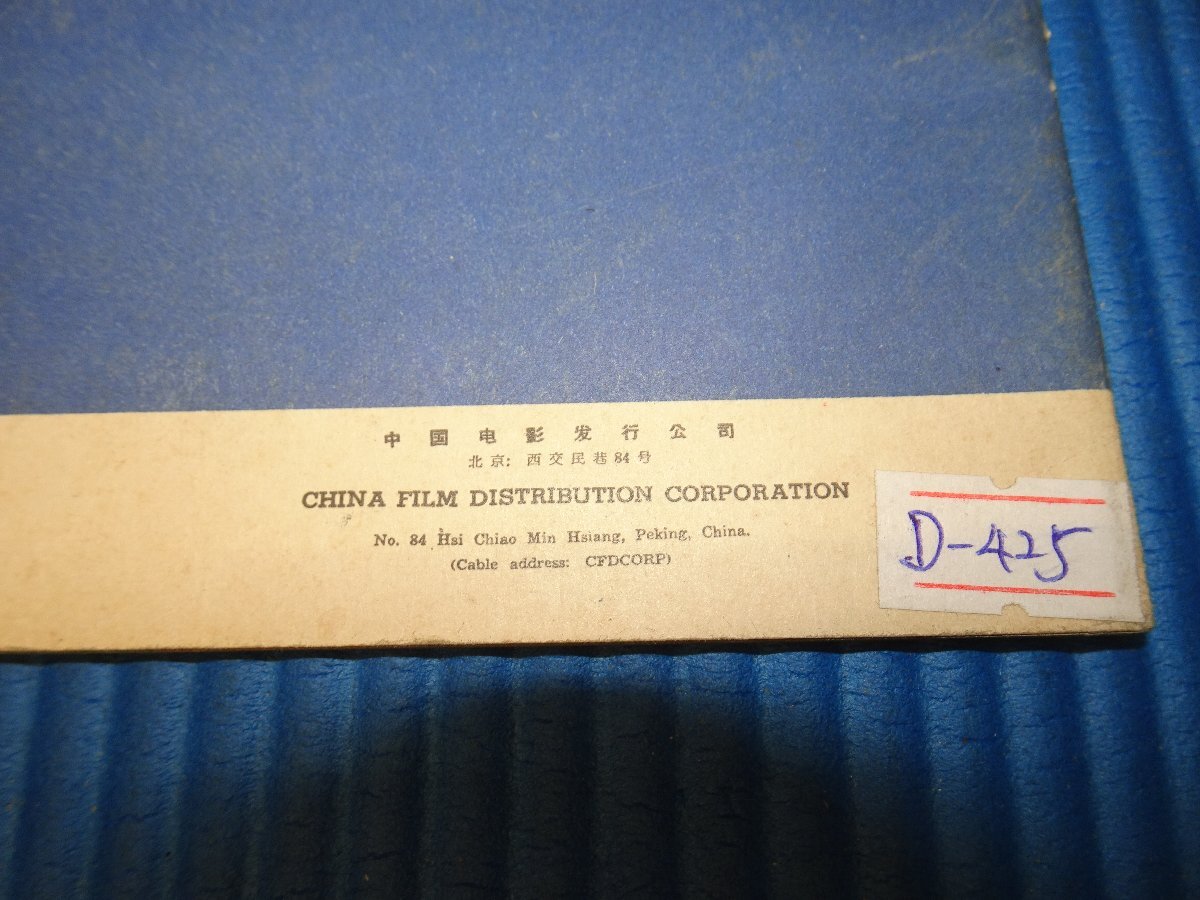 中国电影发行公司
北京: 西交民巷84号
CHINA FILM DISTRIBUTION CORPORATION
No. 84 Hsi Chiao Min Hsiang, Peking, China.
(Cable address: CFDCORP)
D-425